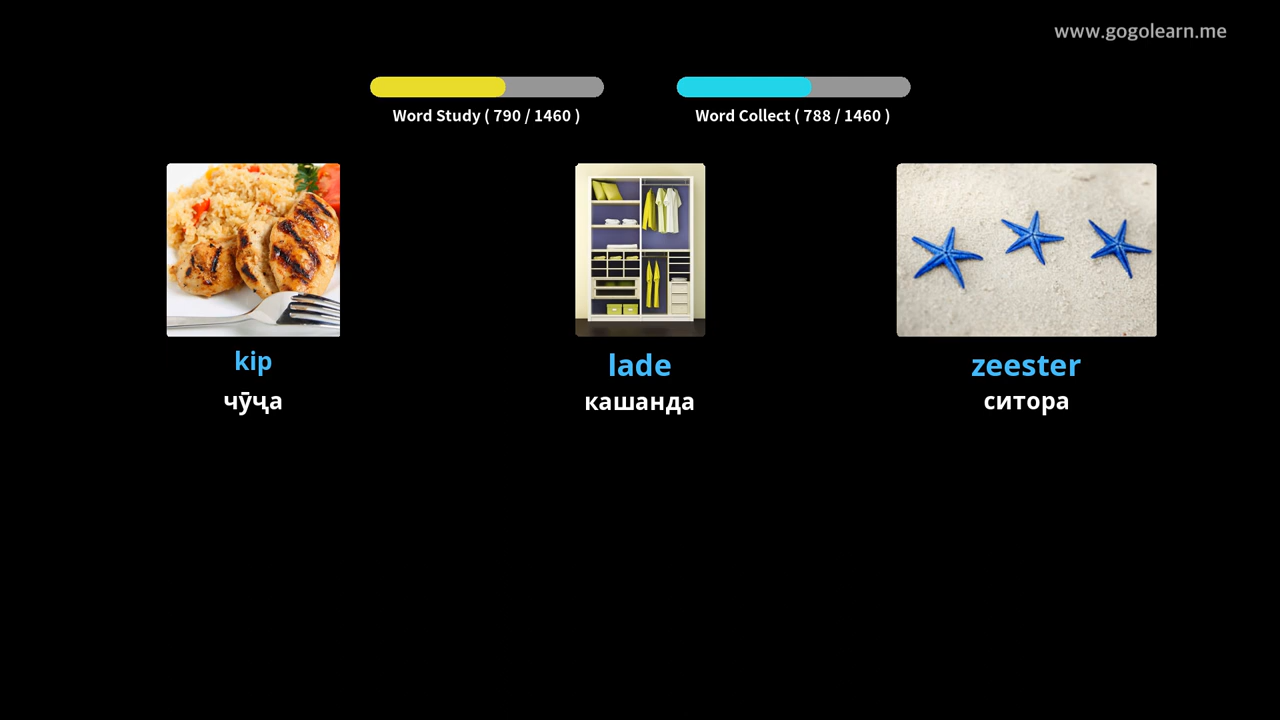 www.gogolearn.me
Word Study ( 790 / 1460 )
Word Collect ( 788 / 1460 )
kip
чӯҷа
lade
кашанда
zeester
ситора